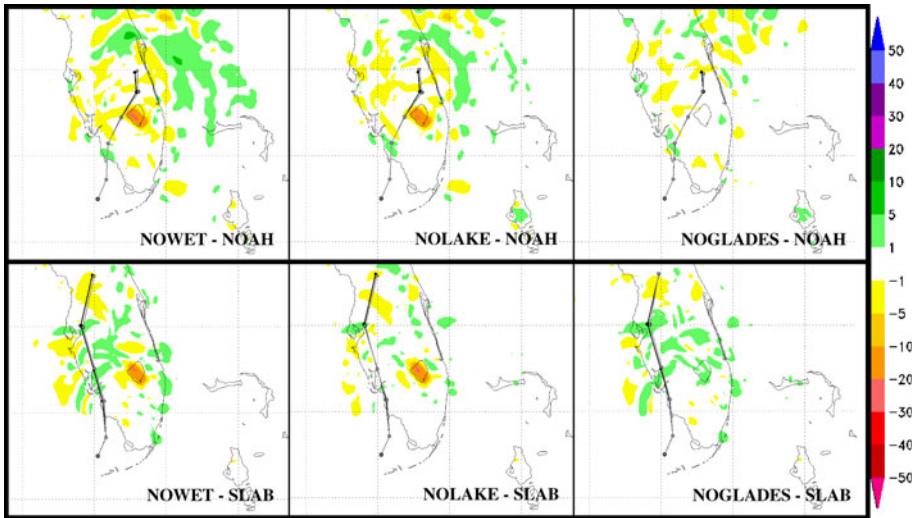 NOWET - NOAH
NOLAKE - NOAH
NOGLADES - NOAH
NOWET - SLAB
NOLAKE - SLAB
NOGLADES - SLAB
50
40
30
20
10
5
1
-1
-5
-10
-20
-30
-40
-50